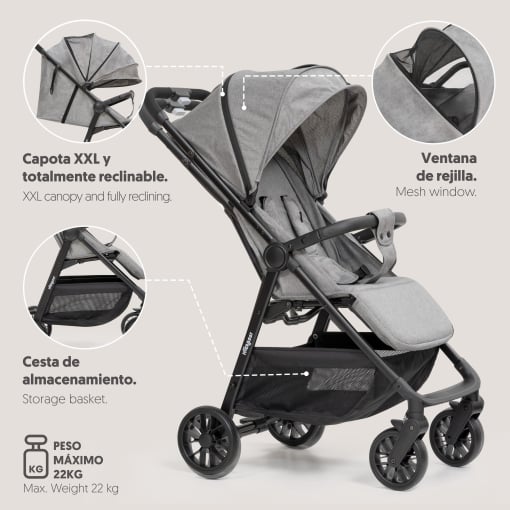 Capota XXL y
totalmente reclinable.
XXL canopy and fully reclining.
Ventana
de rejilla.
Mesh window.
Cesta de
almacenamiento.
Storage basket.
KG
PESO
MÁXIMO
22KG
Max. Weight 22 kg